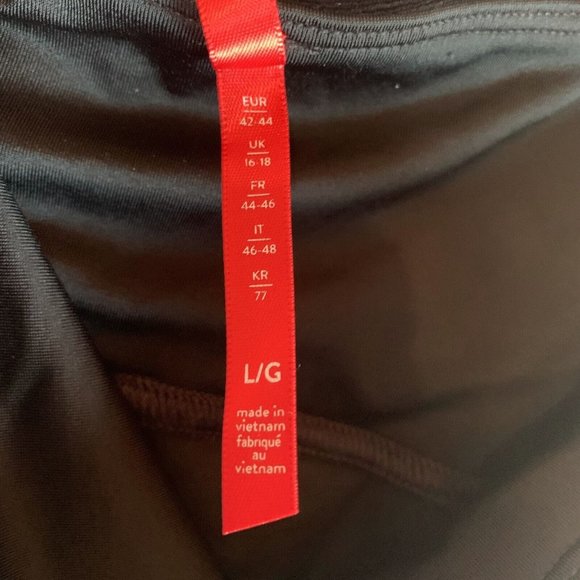 EUR
42-44
UK
16-18
FR
44-46
IT
46-48
KR
77
L/G
made in
vietnam
fabriqué
au
vietnam